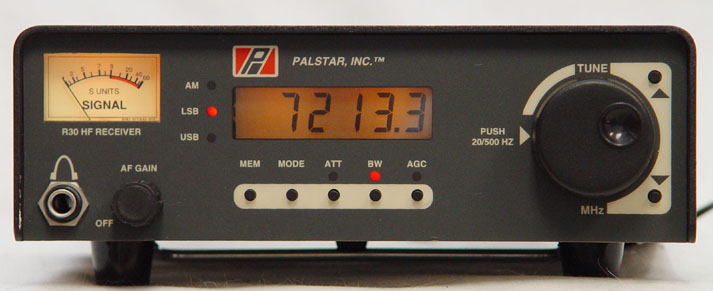 PALSTAR, INC.™
S UNITS
SIGNAL
R30 HF RECEIVER
AM
LSB
USB
7213.3
MEM MODE ATT BW AGC
AF GAIN
OFF
TUNE
PUSH
20/500 HZ
MHz